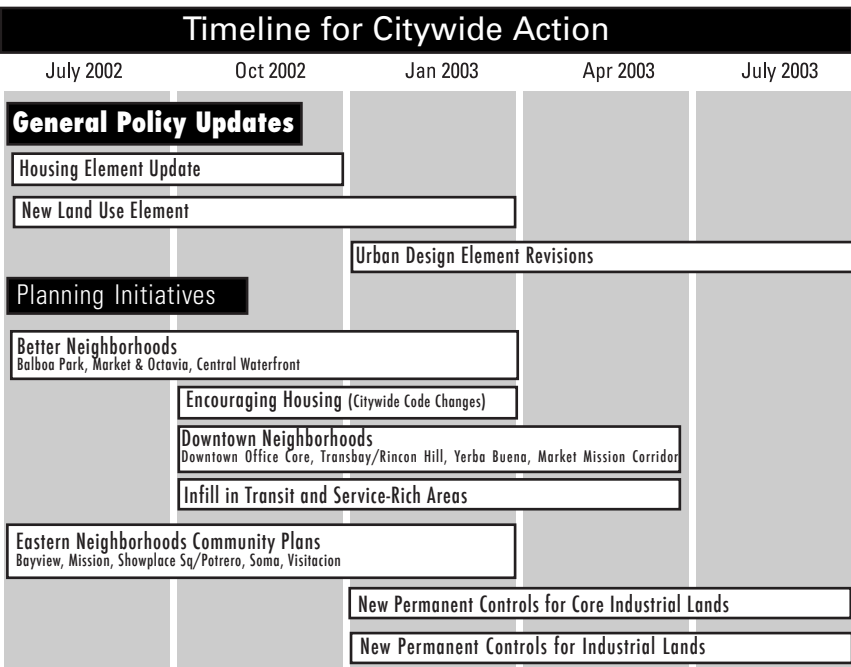 Timeline for Citywide Action
July 2002 Oct 2002 Jan 2003 Apr 2003 July 2003
General Policy Updates
Housing Element Update
New Land Use Element
Urban Design Element Revisions
Planning Initiatives
Better Neighborhoods
Balboa Park, Market & Octavia, Central Waterfront
Encouraging Housing (Citywide Code Changes)
Downtown Neighborhoods
Downtown Office Core, Transbay/Rincon Hill, Yerba Buena, Market Mission Corridor
Infill in Transit and Service-Rich Areas
Eastern Neighborhoods Community Plans
Bayview, Mission, Showplace Sq/Potrero, Soma, Visitacion
New Permanent Controls for Core Industrial Lands
New Permanent Controls for Industrial Lands